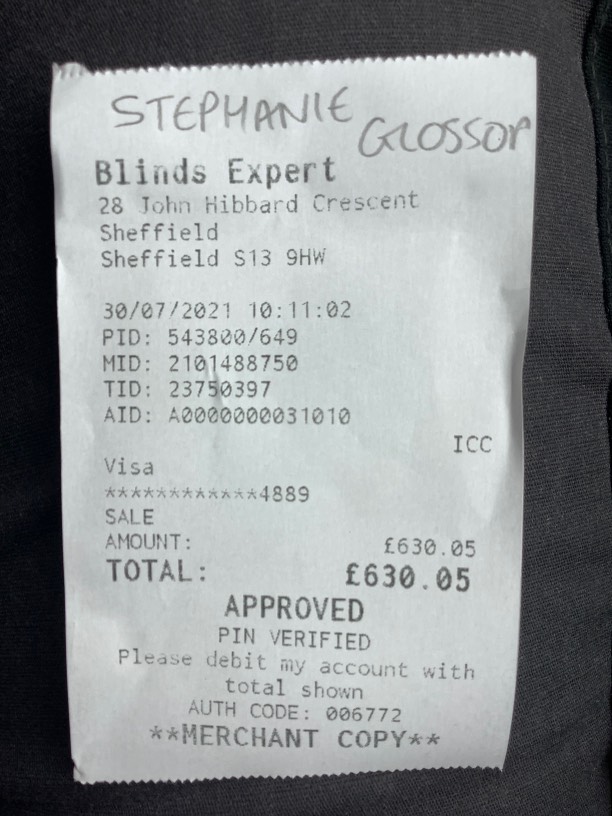 STEPHANIE GLOSSOP
Blinds Expert
28 John Hibbard Crescent
Sheffield
Sheffield S13 9HW
30/07/2021 10:11:02
PID: 543800/649
MID: 2101488750
TID: 23750397
AID: A0000000031010
ICC
Visa
************4889
SALE
AMOUNT: £630.05
TOTAL: £630.05
APPROVED
PIN VERIFIED
Please debit my account with
total shown
AUTH CODE: 006772
**MERCHANT COPY**